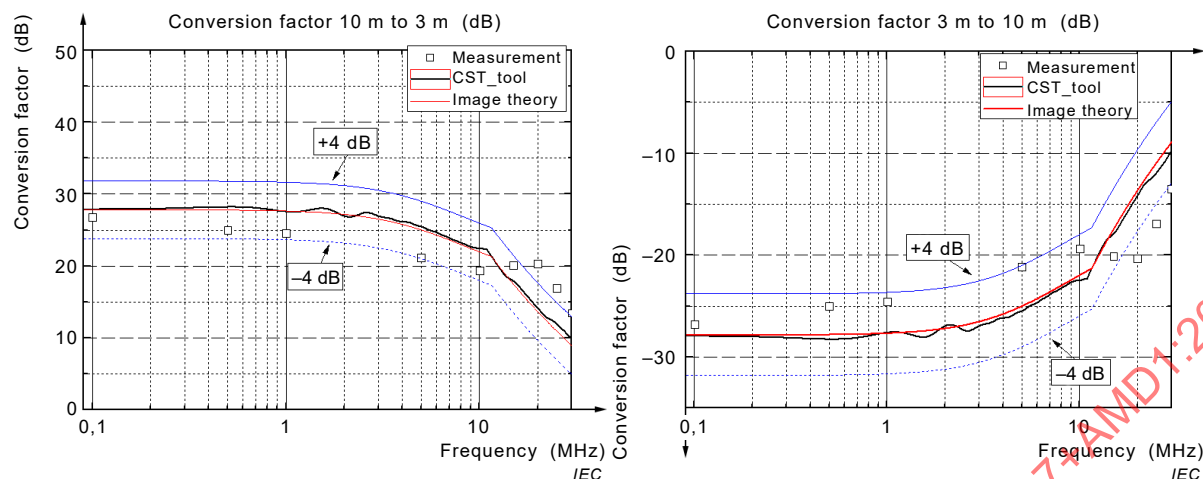 Conversion factor 10 m to 3 m (dB)
Conversion factor (dB)
50
40
30
20
10
0
Measurement
CST_tool
Image theory
+4 dB
–4 dB
0,1
1
10
Frequency (MHz)
IEC
Conversion factor 3 m to 10 m (dB)
Conversion factor (dB)
0
–10
–20
–30
Measurement
CST_tool
Image theory
+4 dB
–4 dB
0,1
1
10
Frequency (MHz)
IEC
7+AMD1:20